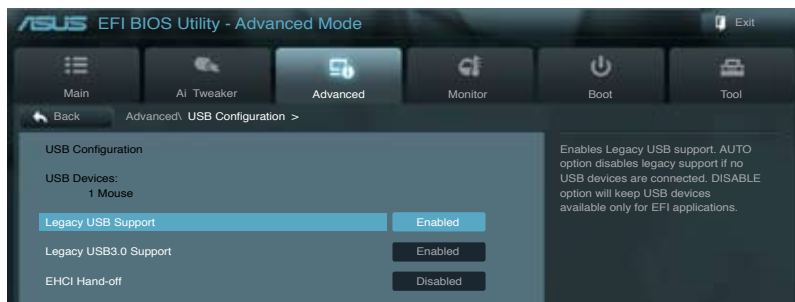 ASUS EFI BIOS Utility - Advanced Mode
Exit
Main
Ai Tweaker
Advanced
Monitor
Boot
Tool
Back
Advanced\ USB Configuration >
USB Configuration
USB Devices:
1 Mouse
Legacy USB Support Enabled
Legacy USB3.0 Support Enabled
EHCI Hand-off Disabled
Enables Legacy USB support. AUTO
option disables legacy support if no
USB devices are connected. DISABLE
option will keep USB devices
available only for EFI applications.